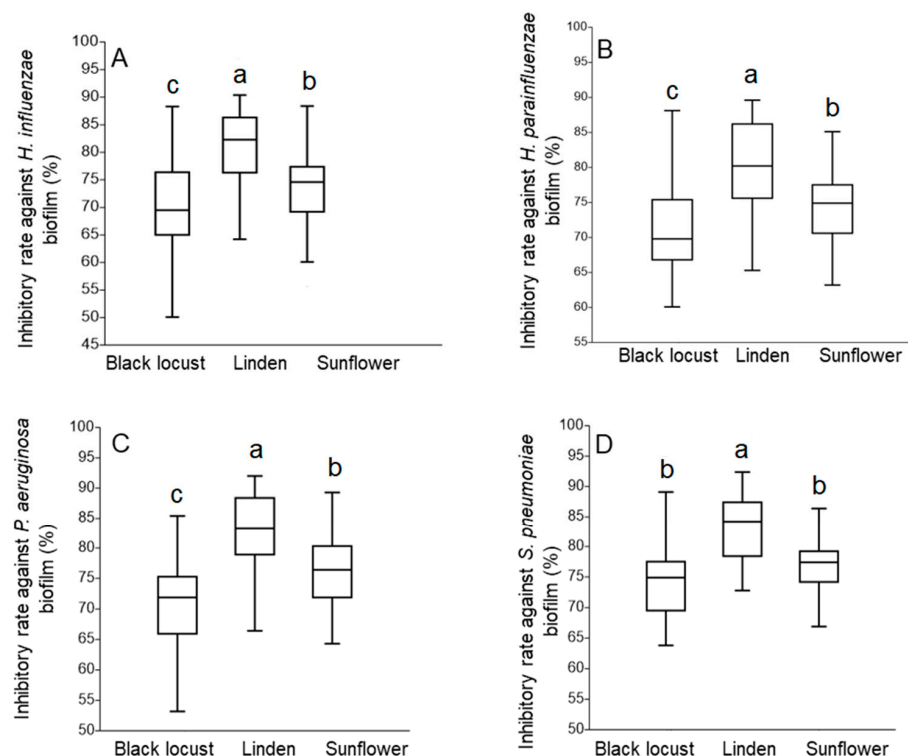 A
Inhibitory rate against H. influenzae
biofilm (%)
100
95
90
85
80
75
70
65
60
55
50
45
c
a
b
Black locust
Linden
Sunflower
B
Inhibitory rate against H. parainfluenzae
biofilm (%)
100
95
90
85
80
75
70
65
60
55
c
a
b
Black locust
Linden
Sunflower
C
Inhibitory rate against P. aeruginosa
biofilm (%)
100
95
90
85
80
75
70
65
60
55
50
c
a
b
Black locust
Linden
Sunflower
D
Inhibitory rate against S. pneumoniae
biofilm (%)
100
95
90
85
80
75
70
65
60
55
50
b
a
b
Black locust
Linden
Sunflower